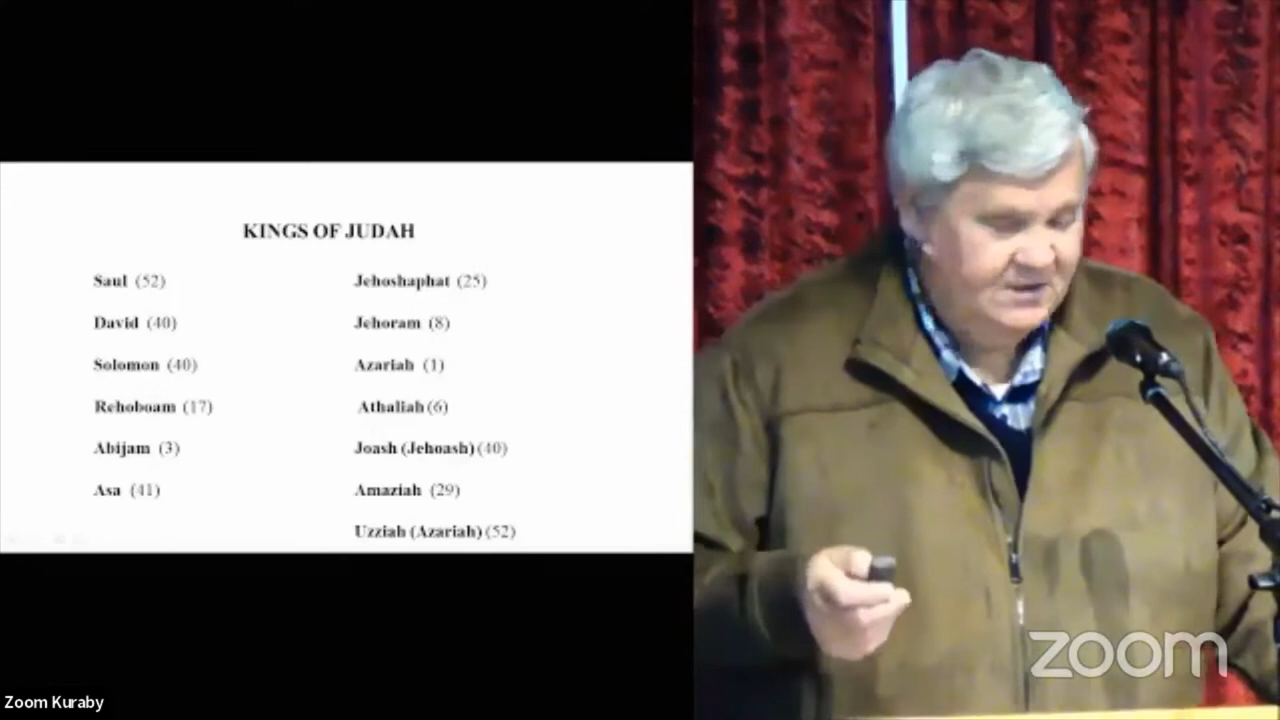 KINGS OF JUDAH
Saul (52)
David (40)
Solomon (40)
Rehoboam (17)
Abijam (3)
Asa (41)
Jehoshaphat (25)
Jehoram (8)
Azariah (1)
Athaliah (6)
Joash (Jehoash) (40)
Amaziah (29)
Uzziah (Azariah) (52)
zoom
Zoom Kuraby